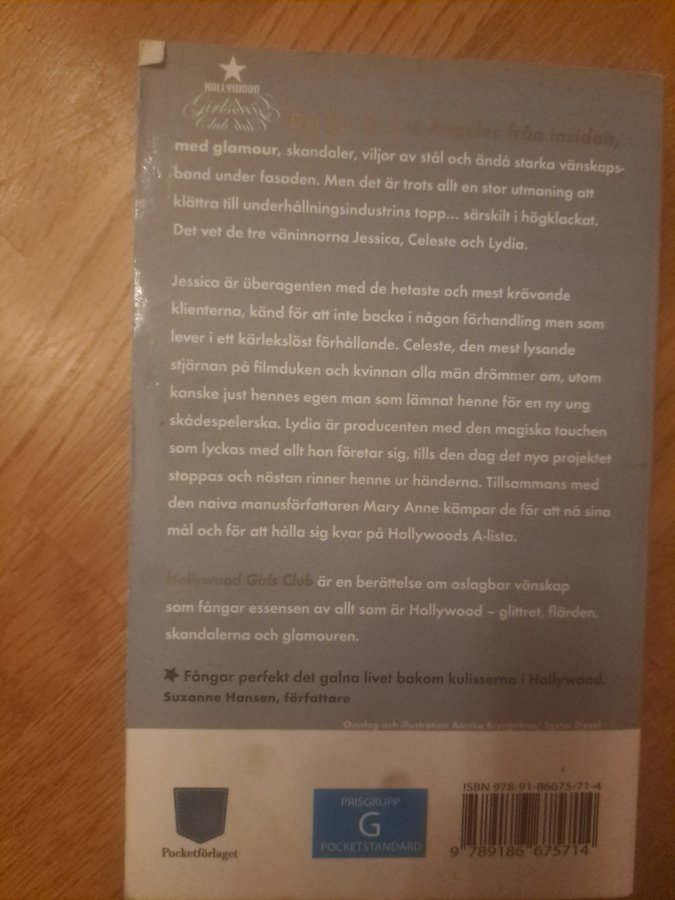 HOLLYWOOD
Girls
Club
Angeles från insidan,
med glamour, skandaler, viljor av stål och ändå starka vänskaps-
band under fasaden. Men det är trots allt en stor utmaning att
klättra till underhållningsindustrins topp... särskilt i högklackat.
Det vet de tre väninnorna Jessica, Celeste och Lydia.
Jessica är überagenten med de hetaste och mest krävande
klienterna, känd för att inte backa i någon förhandling men som
lever i ett kärlekslöst förhållande. Celeste, den mest lysande
stjärnan på filmduken och kvinnan alla män drömmer om, utom
kanske just hennes egen man som lämnat henne för en ny ung
skådespelerska. Lydia är producenten med den magiska touchen
som lyckas med allt hon företar sig, tills den dag det nya projektet
stoppas och nästan rinner henne ur händerna. Tillsammans med
den naiva manusförfattaren Mary Anne kämpar de för att nå sina
mål och för att hålla sig kvar på Hollywoods A-lista.
Hollywood Girls Club är en berättelse om oslagbar vänskap
som fångar essensen av allt som är Hollywood – glittret, flärden,
skandalerna och glamouren.
Fångar perfekt det galna livet bakom kulisserna i Hollywood.
Suzanne Hansen, författare
Omslag och illustration Annika
Pocketförlaget
PRISGRUPP
G
POCKETSTANDARD
ISBN 978-91-86675-71-4
9 789186 675714